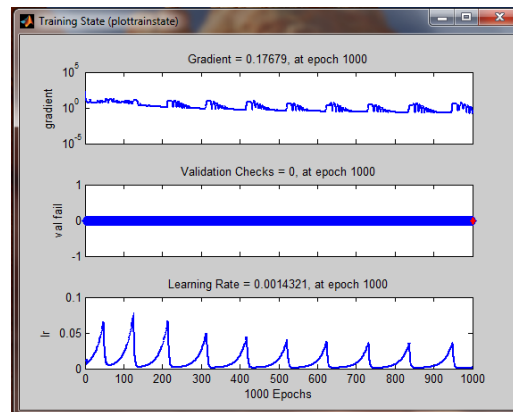 Training State (plottrainstate)
Gradient = 0.17679, at epoch 1000
10^5
10^0
10^-5
gradient
Validation Checks = 0, at epoch 1000
1
0
-1
val fail
Learning Rate = 0.0014321, at epoch 1000
0.1
0.05
0
lr
0 100 200 300 400 500 600 700 800 900 1000
1000 Epochs